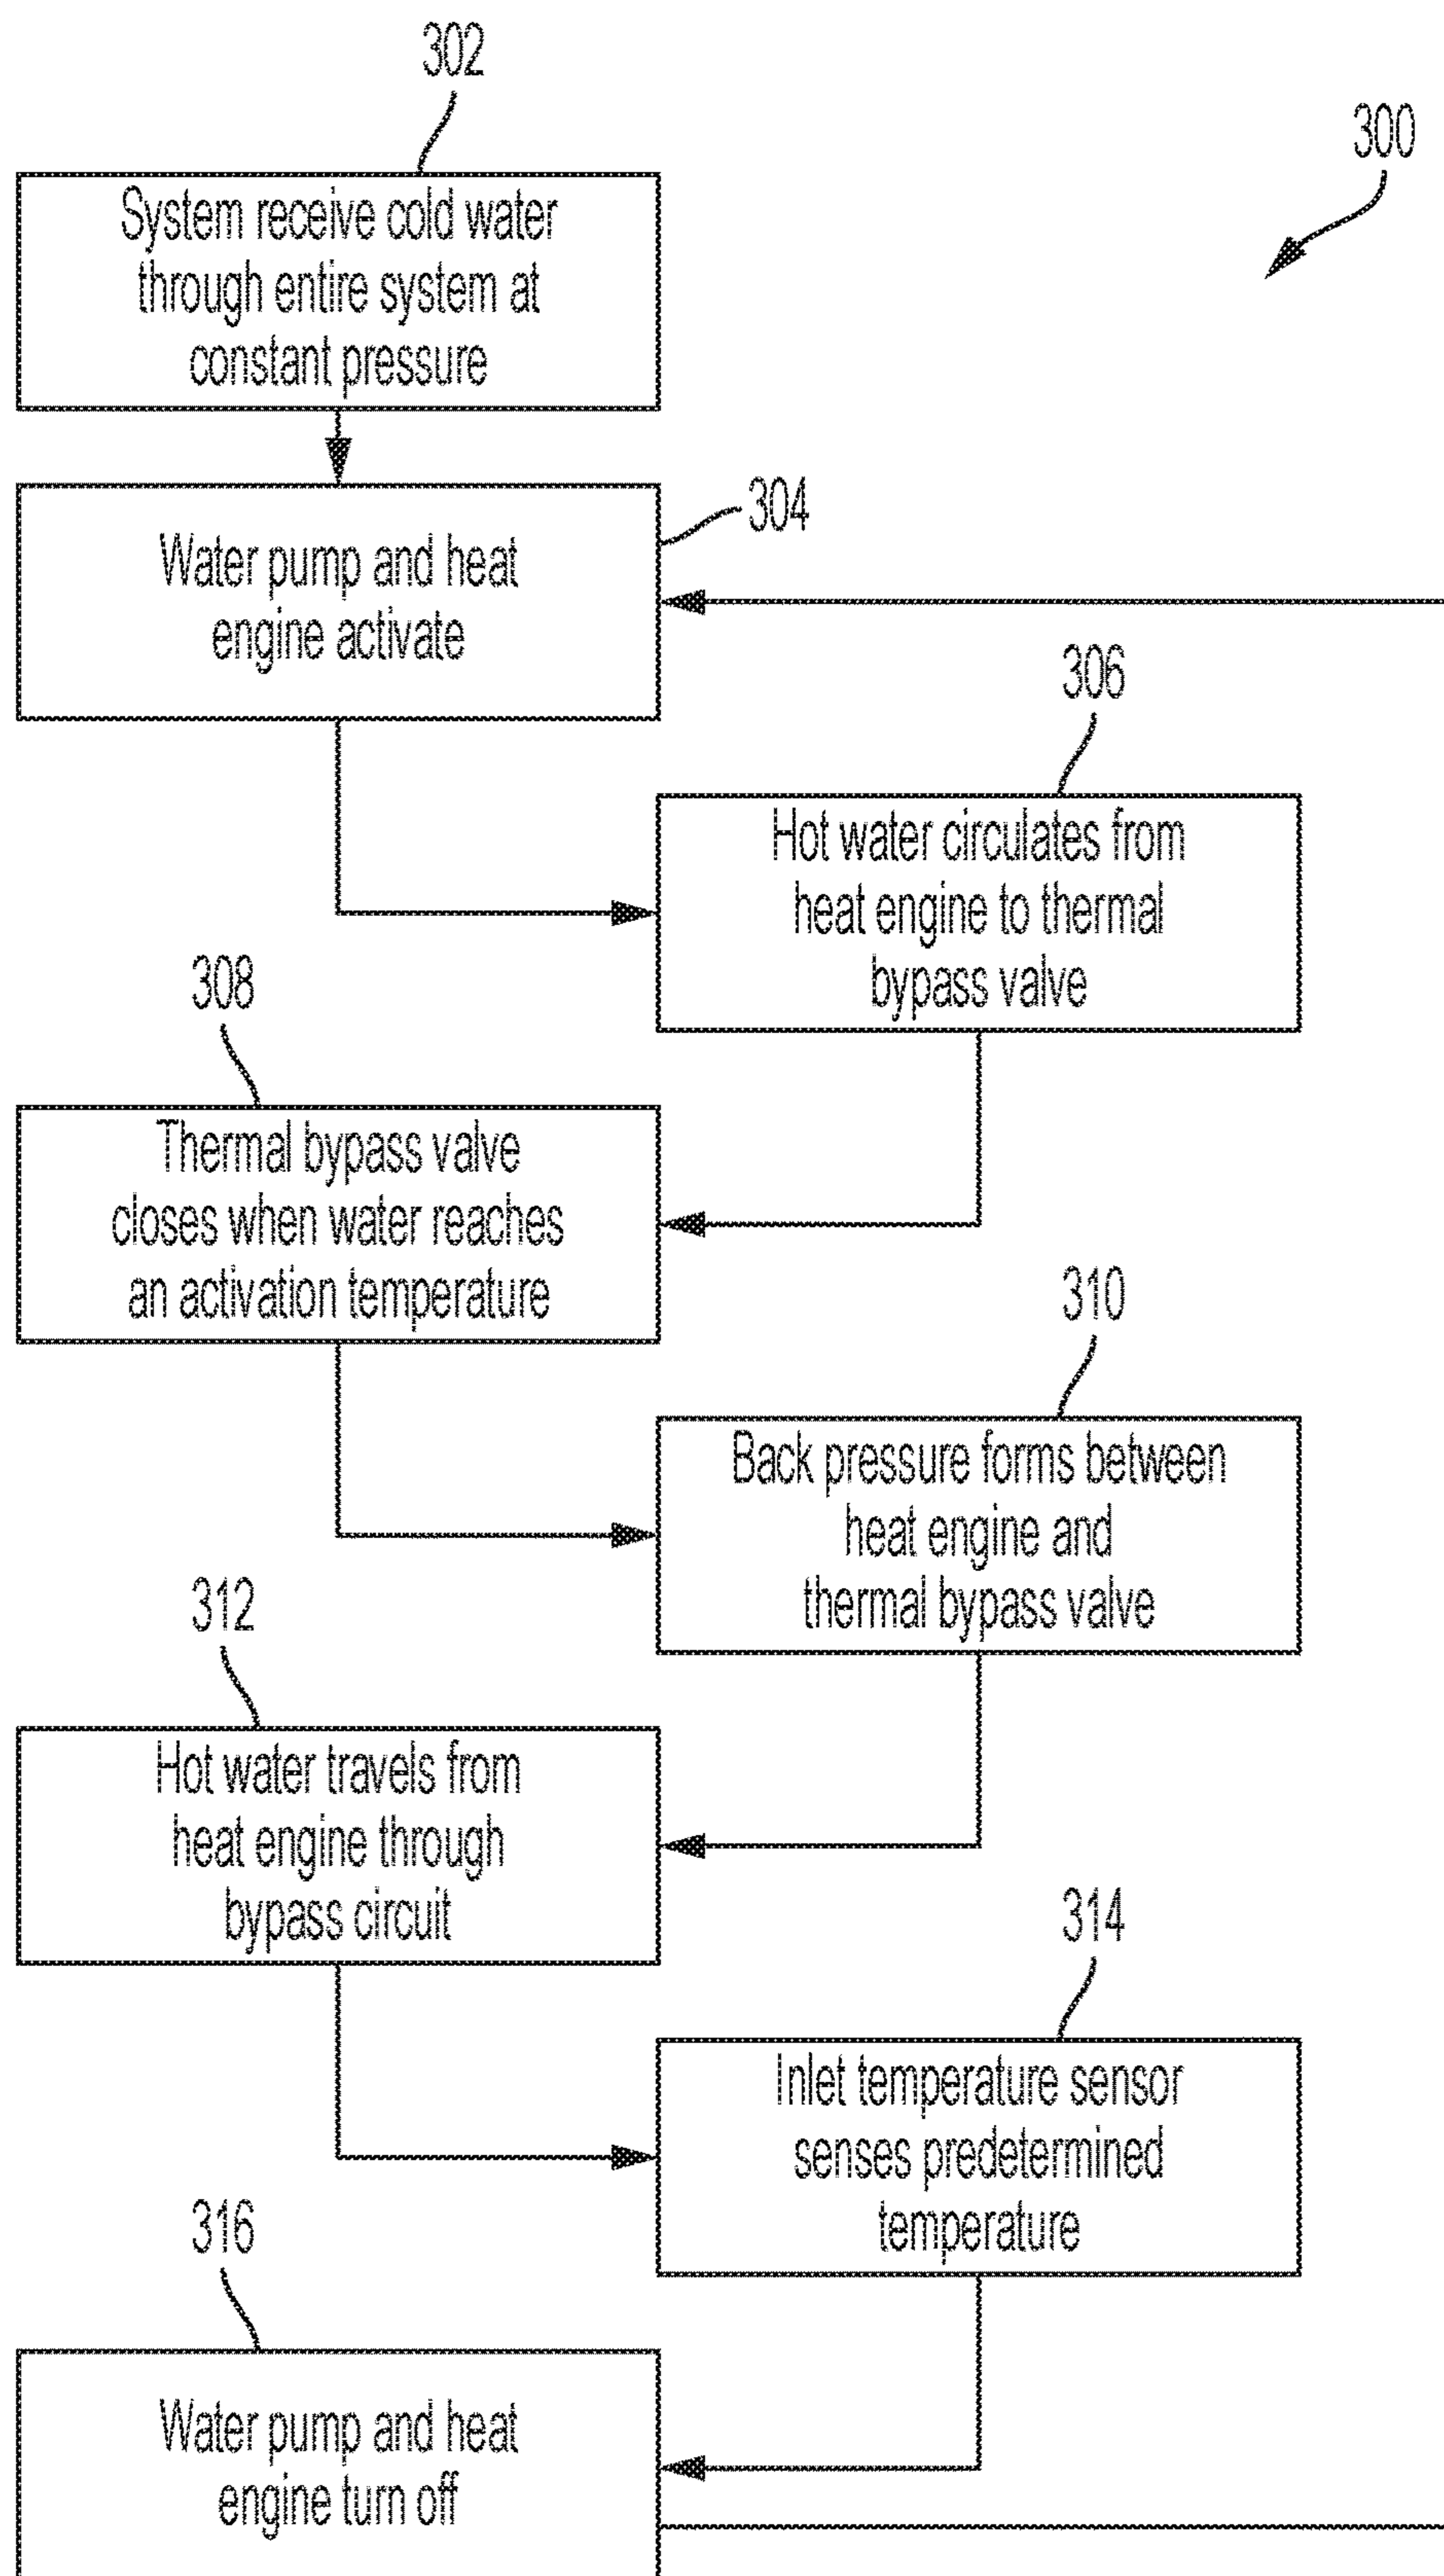 302
300
System receive cold water
through entire system at
constant pressure
304
Water pump and heat
engine activate
306
Hot water circulates from
heat engine to thermal
bypass valve
308
Thermal bypass valve
closes when water reaches
an activation temperature
310
Back pressure forms between
heat engine and
thermal bypass valve
312
Hot water travels from
heat engine through
bypass circuit
314
Inlet temperature sensor
senses predetermined
temperature
316
Water pump and heat
engine turn off